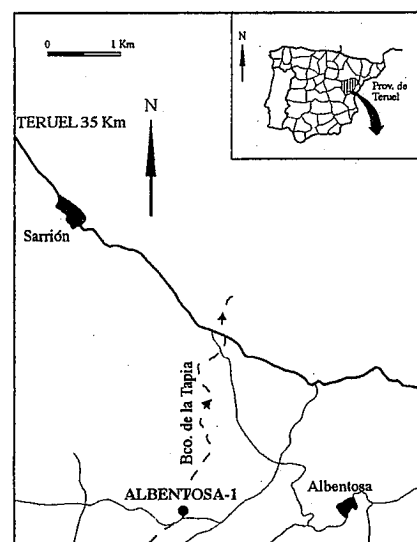 0 1 Km
N
Prov. de
Teruel
N
TERUEL 35 Km
Sarrión
Bco. de la Tapia
ALBENTOSA-1
Albentosa